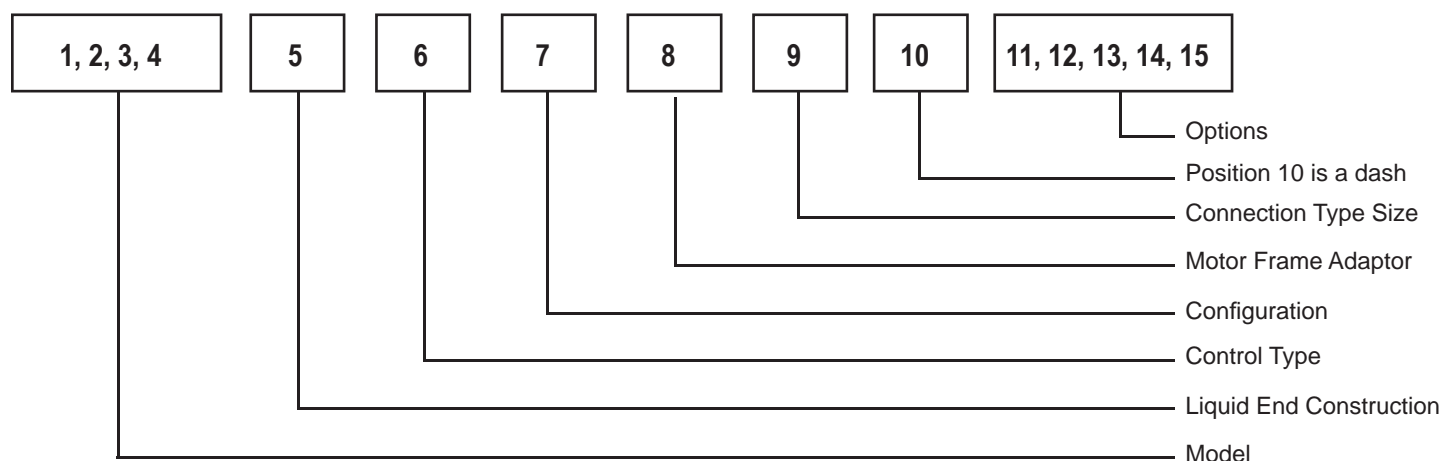 1, 2, 3, 4 5 6 7 8 9 10 11, 12, 13, 14, 15
Options
Position 10 is a dash
Connection Type Size
Motor Frame Adaptor
Configuration
Control Type
Liquid End Construction
Model